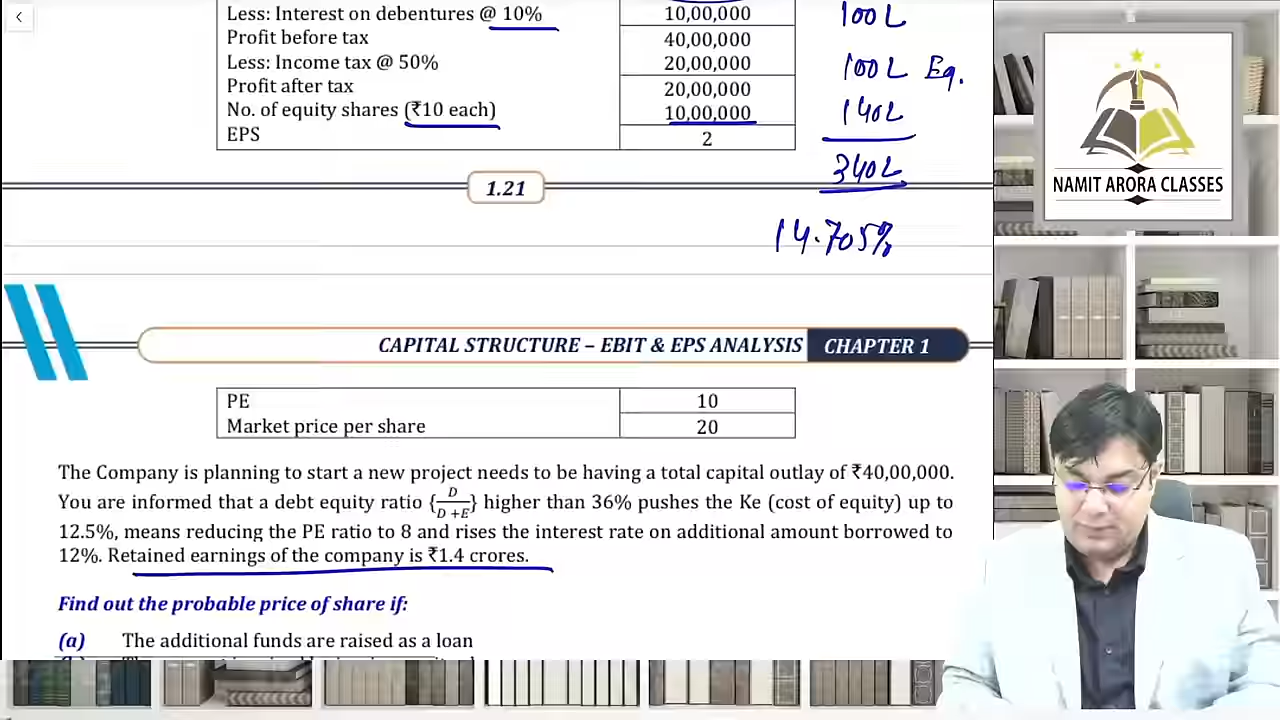 Less: Interest on debentures @ 10% 10,00,000
Profit before tax 40,00,000
Less: Income tax @ 50% 20,00,000
Profit after tax 20,00,000
No. of equity shares (₹10 each) 10,00,000
EPS 2
100L
100L Eq.
140L
340L
14.705%
NAMIT ARORA CLASSES
1.21
CAPITAL STRUCTURE – EBIT & EPS ANALYSIS CHAPTER 1
PE 10
Market price per share 20
The Company is planning to start a new project needs to be having a total capital outlay of ₹40,00,000.
You are informed that a debt equity ratio {D/D+E} higher than 36% pushes the Ke (cost of equity) up to
12.5%, means reducing the PE ratio to 8 and rises the interest rate on additional amount borrowed to
12%. Retained earnings of the company is ₹1.4 crores.
Find out the probable price of share if:
(a) The additional funds are raised as a loan